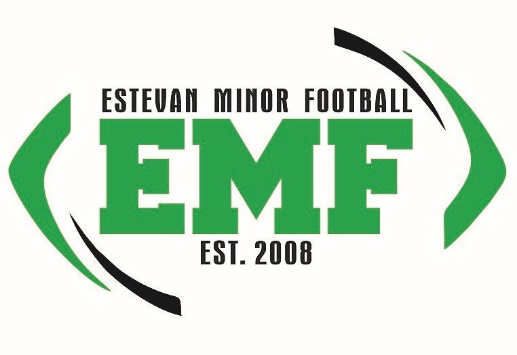 ESTEVAN MINOR FOOTBALL
EMF
EST. 2008